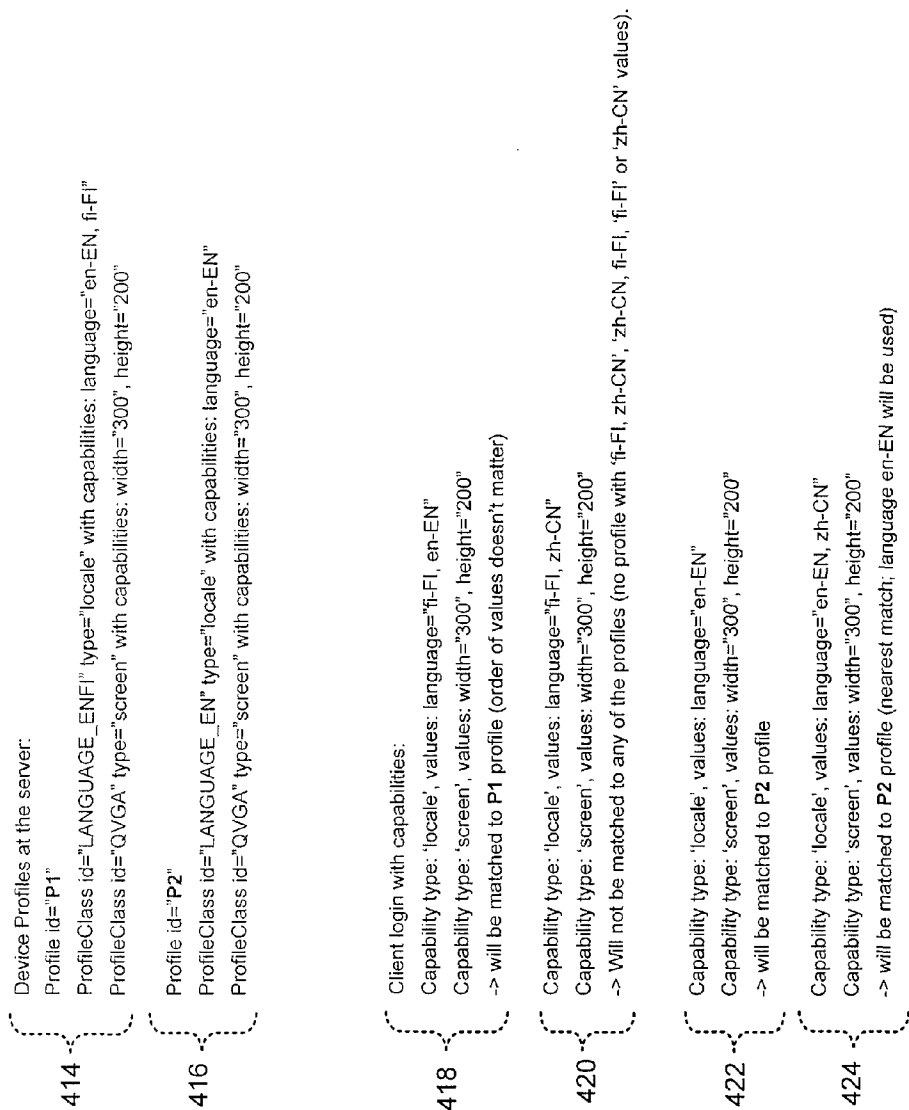 Device Profiles at the server:
Profile id="P1"
ProfileClass id="LANGUAGE_ENFI" type="locale" with capabilities: language="en-EN, fi-FI"
ProfileClass id="QVGA" type="screen" with capabilities: width="300", height="200"
414
Profile id="P2"
ProfileClass id="LANGUAGE_EN" type="locale" with capabilities: language="en-EN"
ProfileClass id="QVGA" type="screen" with capabilities: width="300", height="200"
416
Client login with capabilities:
Capability type: 'locale', values: language="fi-FI, en-EN"
Capability type: 'screen', values: width="300", height="200"
-> will be matched to P1 profile (order of values doesn't matter)
418
Capability type: 'locale', values: language="fi-FI, zh-CN"
Capability type: 'screen', values: width="300", height="200"
-> Will not be matched to any of the profiles (no profile with 'fi-FI, zh-CN', 'zh-CN, fi-FI, 'fi-FI' or 'zh-CN' values).
420
Capability type: 'locale', values: language="en-EN"
Capability type: 'screen', values: width="300", height="200"
-> will be matched to P2 profile
422
Capability type: 'locale', values: language="en-EN, zh-CN"
Capability type: 'screen', values: width="300", height="200"
-> will be matched to P2 profile (nearest match; language en-EN will be used)
424